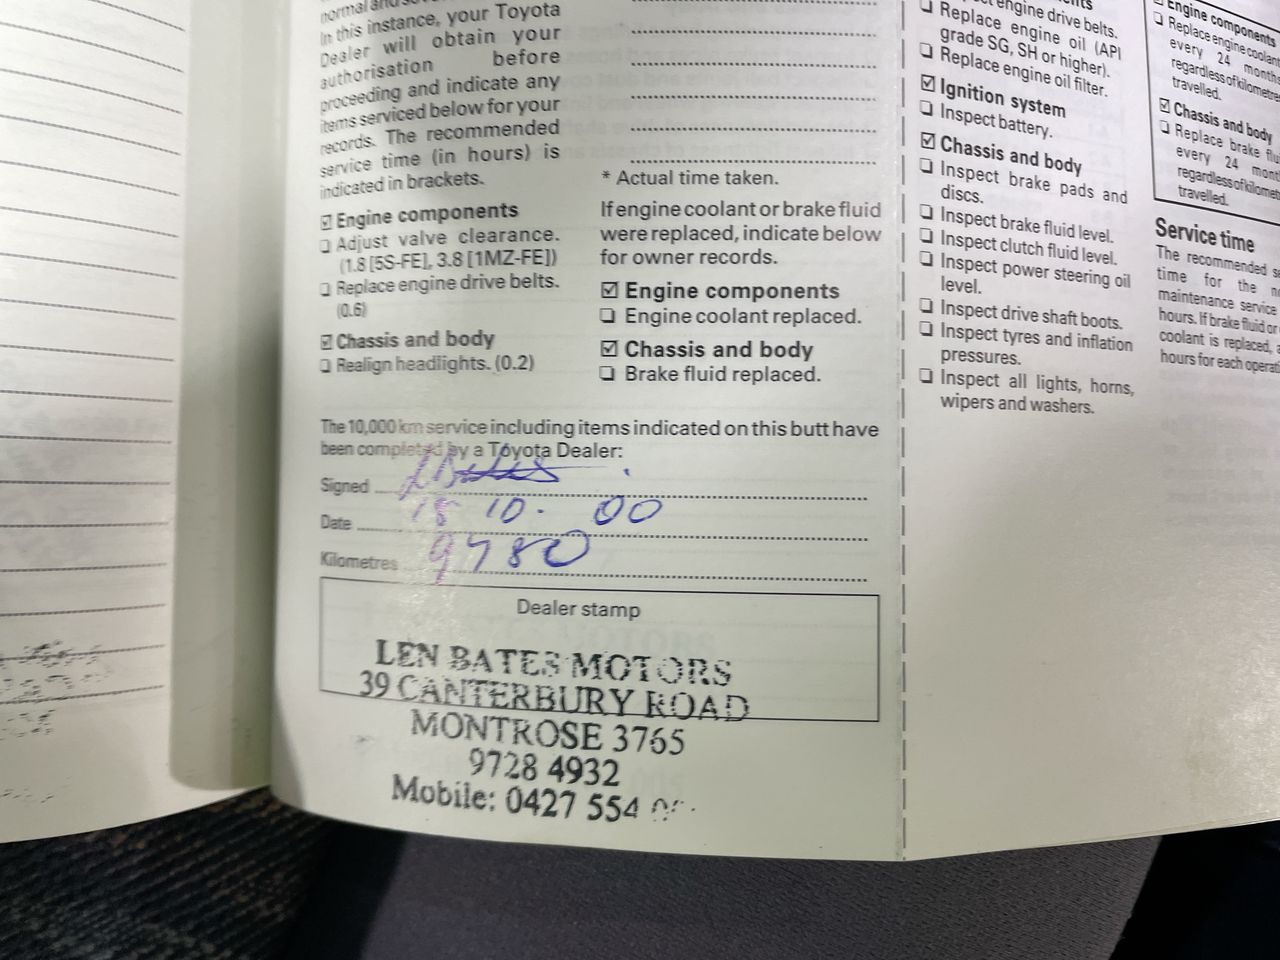 normal and
In this instance, your Toyota
Dealer will obtain your
authorisation before
proceeding and indicate any
items serviced below for your
records. The recommended
service time (in hours) is
indicated in brackets.
☑ Engine components
❏ Adjust valve clearance.
(1.8 [5S-FE], 3.8 [1MZ-FE])
❏ Replace engine drive belts.
(0.6)
☑ Chassis and body
❏ Realign headlights. (0.2)
* Actual time taken.
If engine coolant or brake fluid
were replaced, indicate below
for owner records.
☑ Engine components
❏ Engine coolant replaced.
☑ Chassis and body
❏ Brake fluid replaced.
The 10,000 km service including items indicated on this butt have
been completed by a Toyota Dealer:
Signed
Date 15 10. 00
Kilometres 9780
Dealer stamp
LEN BATES MOTORS
39 CANTERBURY ROAD
MONTROSE 3765
9728 4932
Mobile: 0427 554
engine drive belts.
❏ Replace engine oil (API
grade SG, SH or higher).
❏ Replace engine oil filter.
☑ Ignition system
❏ Inspect battery.
☑ Chassis and body
❏ Inspect brake pads and
discs.
❏ Inspect brake fluid level.
❏ Inspect clutch fluid level.
❏ Inspect power steering oil
level.
❏ Inspect drive shaft boots.
❏ Inspect tyres and inflation
pressures.
❏ Inspect all lights, horns,
wipers and washers.
☑ Engine components
❏ Replace engine coolant
every 24 months
regardless of kilometres
travelled.
☑ Chassis and body
❏ Replace brake
every 24
regardless of
travelled.
Service time
The recommended
time for the
maintenance service
hours. If brake fluid or
coolant is replaced,
hours for each